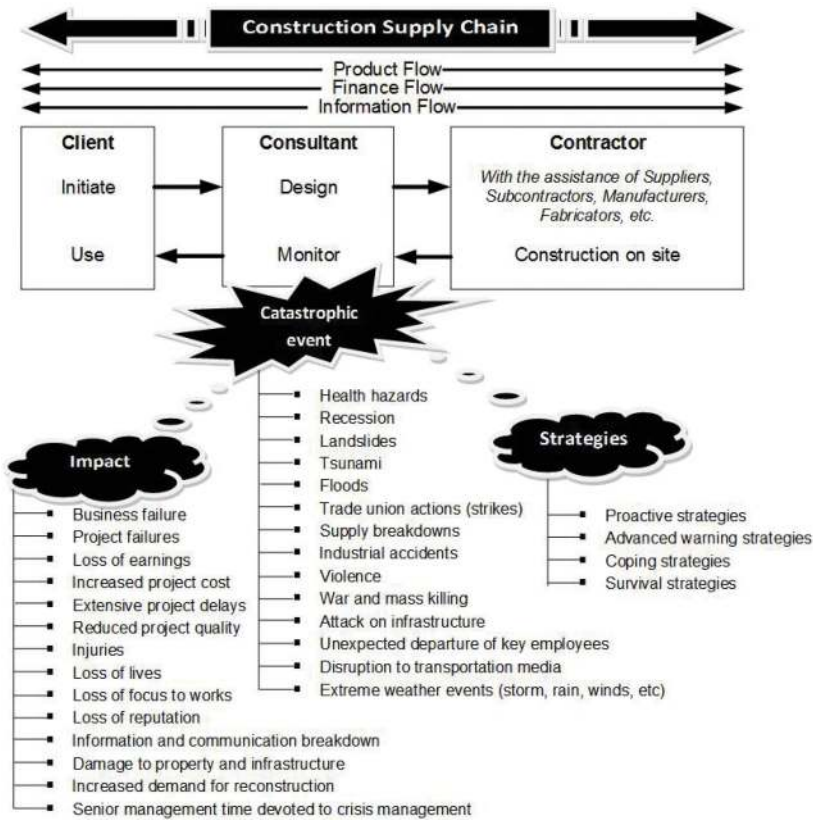 Construction Supply Chain
Product Flow
Finance Flow
Information Flow
Client
Initiate
Use
Consultant
Design
Monitor
Contractor
With the assistance of Suppliers,
Subcontractors, Manufacturers,
Fabricators, etc.
Construction on site
Catastrophic
event
Health hazards
Recession
Landslides
Tsunami
Floods
Trade union actions (strikes)
Supply breakdowns
Industrial accidents
Violence
War and mass killing
Attack on infrastructure
Unexpected departure of key employees
Disruption to transportation media
Extreme weather events (storm, rain, winds, etc)
Impact
Business failure
Project failures
Loss of earnings
Increased project cost
Extensive project delays
Reduced project quality
Injuries
Loss of lives
Loss of focus to works
Loss of reputation
Information and communication breakdown
Damage to property and infrastructure
Increased demand for reconstruction
Senior management time devoted to crisis management
Strategies
Proactive strategies
Advanced warning strategies
Coping strategies
Survival strategies